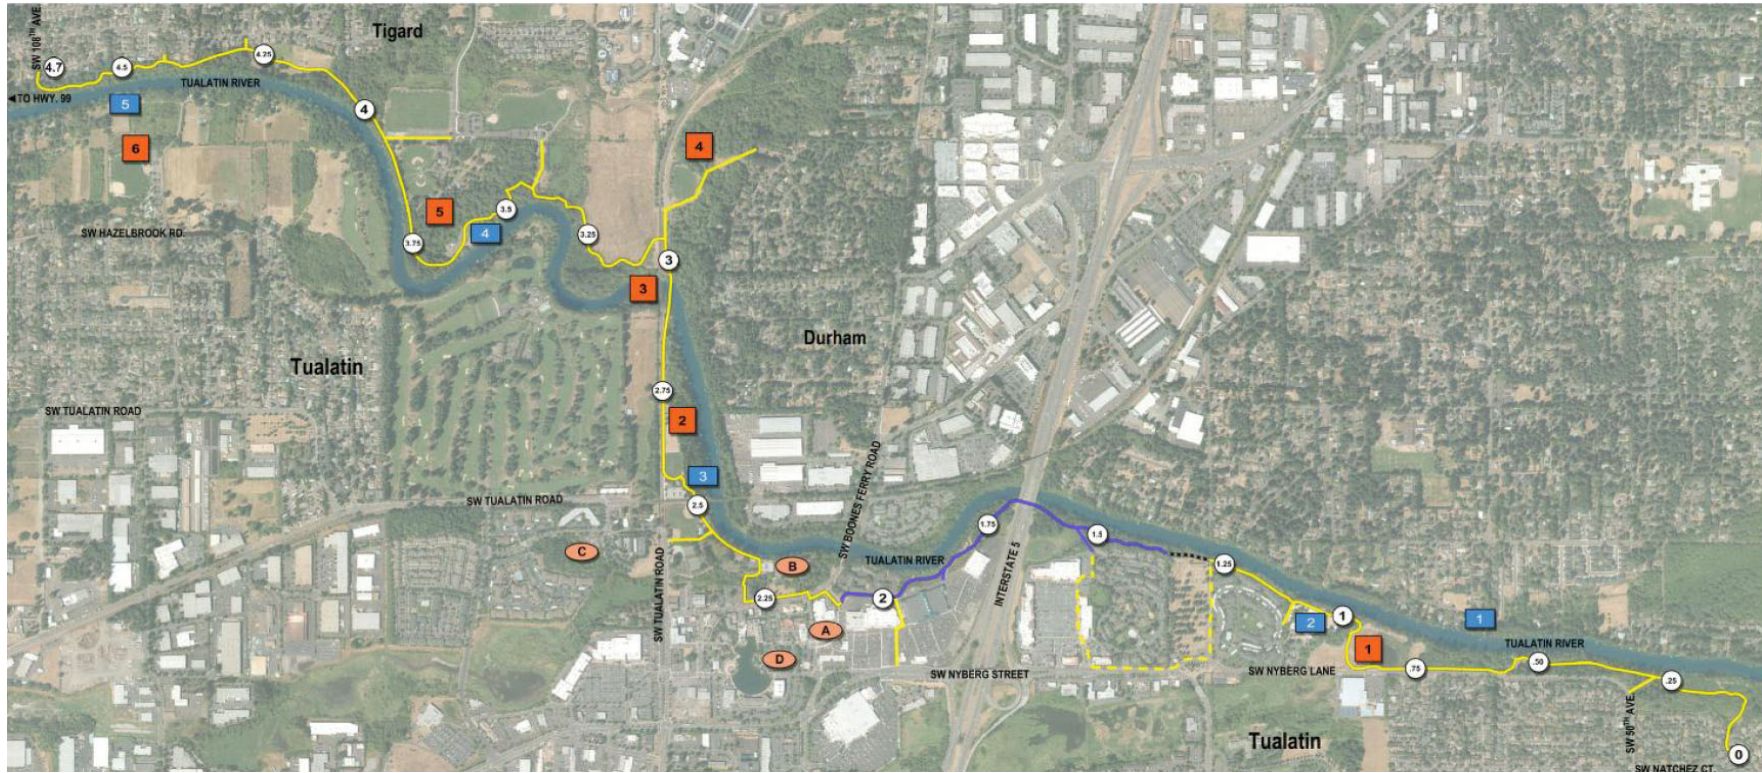 Tigard
SW 108TH AVE.
4.7
4.5
4.25
TUALATIN RIVER
◄TO HWY. 99
5
4
6
4
5
3.5
4
3.25
3.75
SW HAZELBROOK RD.
3
3
Durham
Tualatin
2.75
SW TUALATIN ROAD
2
3
SW TUALATIN ROAD
2.5
SW BOONES FERRY ROAD
1.75
1.5
C
B
TUALATIN RIVER
INTERSTATE 5
1.25
SW TUALATIN ROAD
2.25
2
A
D
1
2
1
1
TUALATIN RIVER
SW NYBERG STREET
SW NYBERG LANE
.75
.50
.25
SW 50TH AVE.
Tualatin
0
SW NATCHEZ CT.